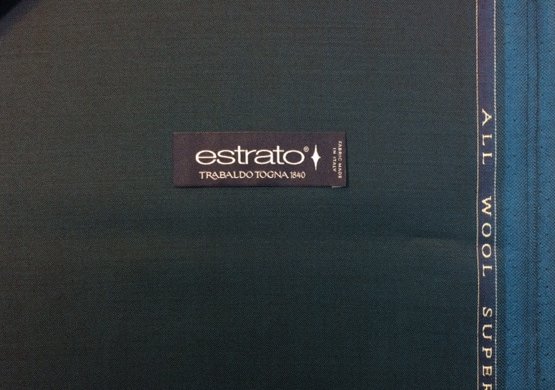 estrato®
TRABALDO TOGNA 1840
FABRIC MADE
IN ITALY
ALL WOOL SUPER